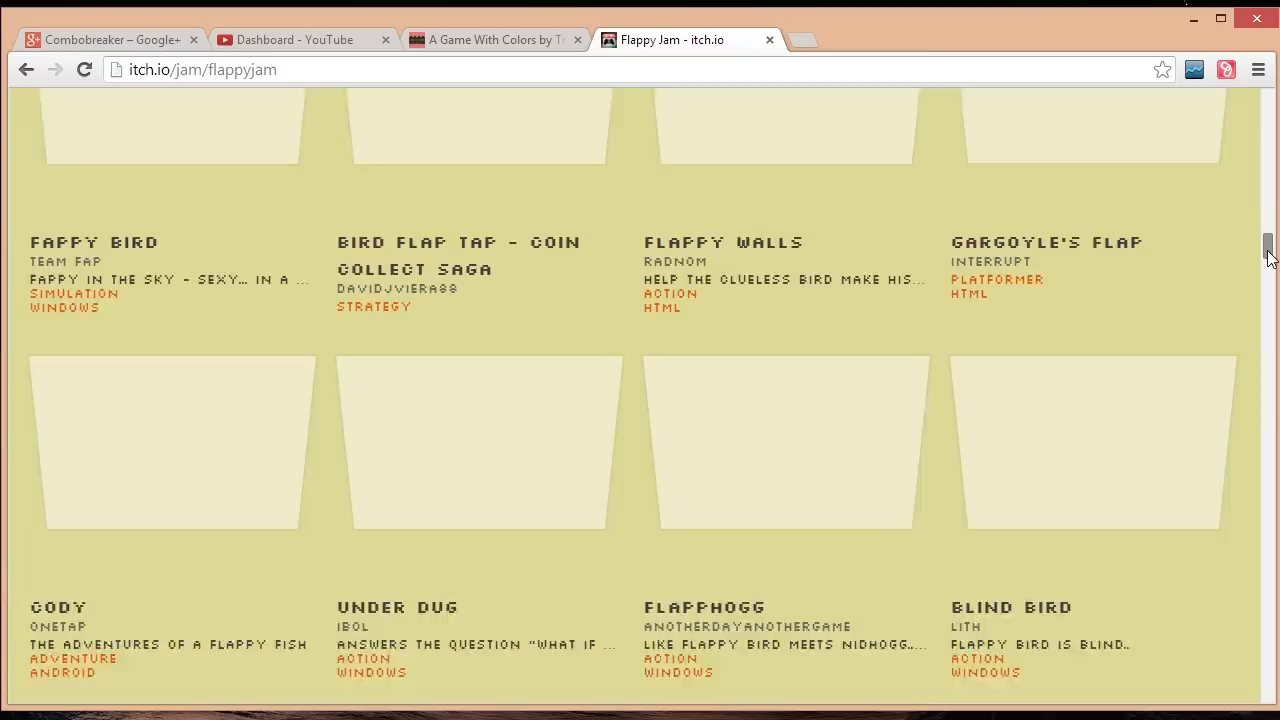 Combobreaker – Google+
Dashboard - YouTube
A Game With Colors by T
Flappy Jam - itch.io
itch.io/jam/flappyjam
FAPPY BIRD
TEAM FAP
FAPPY IN THE SKY - SEXY... IN A ...
SIMULATION
WINDOWS
BIRD FLAP TAP - COIN
COLLECT SAGA
DAVIDJVIERA88
STRATEGY
FLAPPY WALLS
RADNOM
HELP THE CLUELESS BIRD MAKE HIS...
ACTION
HTML
GARGOYLE'S FLAP
INTERRUPT
PLATFORMER
HTML
CODY
ONETAP
THE ADVENTURES OF A FLAPPY FISH
ADVENTURE
ANDROID
UNDER DUG
IBOL
ANSWERS THE QUESTION "WHAT IF ...
ACTION
WINDOWS
FLAPPHOGG
ANOTHERDAYANOTHERGAME
LIKE FLAPPY BIRD MEETS NIDHOGG....
ACTION
WINDOWS
BLIND BIRD
LITH
FLAPPY BIRD IS BLIND..
ACTION
WINDOWS